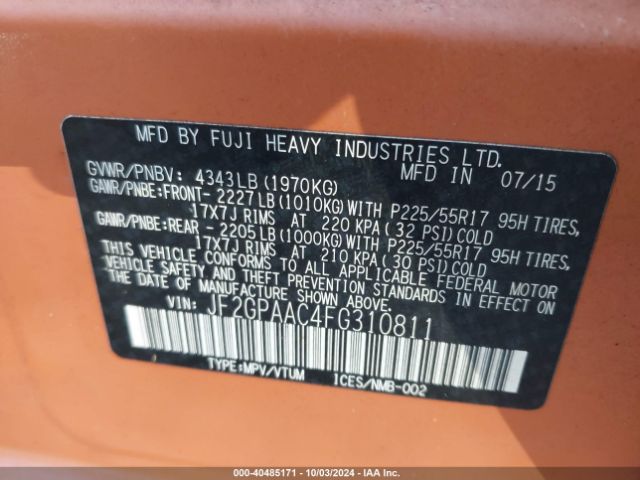 MFD BY FUJI HEAVY INDUSTRIES LTD.
MFD IN 07/15
GVWR/PNBV: 4343LB(1970KG)
GAWR/PNBE:FRONT- 2227LB(1010KG)WITH P225/55R17 95H TIRES,
17X7J RIMS AT 220 KPA(32 PSI)COLD
GAWR/PNBE:REAR - 2205LB(1000KG)WITH P225/55R17 95H TIRES,
17X7J RIMS AT 210 KPA(30 PSI)COLD
THIS VEHICLE CONFORMS TO ALL APPLICABLE FEDERAL MOTOR
VEHICLE SAFETY AND THEFT PREVENTION STANDARDS IN EFFECT ON
THE DATE OF MANUFACTURE SHOWN ABOVE.
VIN: JF2GPAAC4FG310811
TYPE:MPV/VTUM ICES/NMB-002
000-40485171 - 10/03/2024 - IAA Inc.